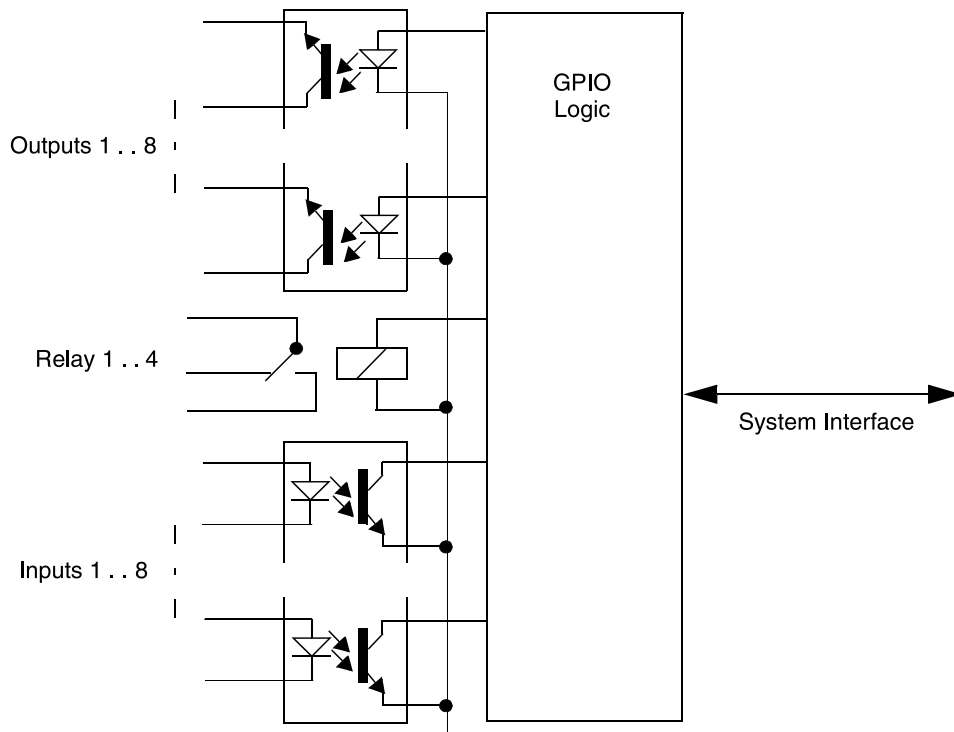 GPIO
Logic
Outputs 1 . . 8
Relay 1 . . 4
System Interface
Inputs 1 . . 8